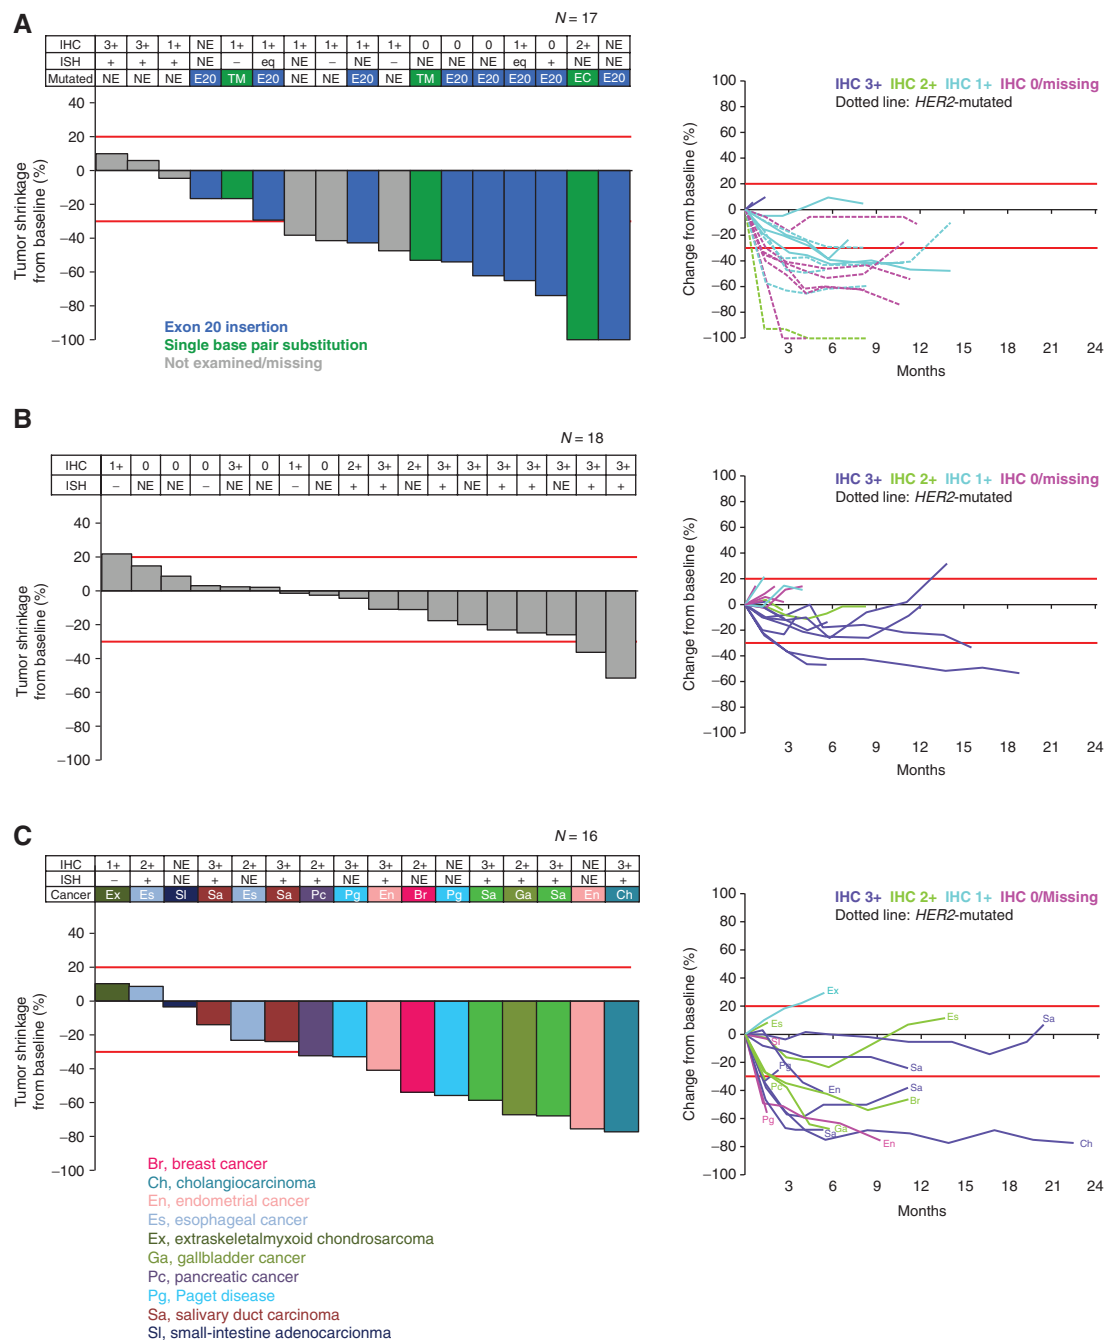 A
N = 17
IHC 3+ 3+ 1+ NE 1+ 1+ 1+ 1+ 1+ 1+ 0 0 0 1+ 0 2+ NE
ISH + + + NE – eq NE – NE – NE NE NE eq + NE NE
Mutated NE NE NE E20 TM E20 NE NE E20 NE TM E20 E20 E20 E20 EC E20
40
20
0
–20
–40
–60
–80
–100
Tumor shrinkage
from baseline (%)
Exon 20 insertion
Single base pair substitution
Not examined/missing
IHC 3+ IHC 2+ IHC 1+ IHC 0/missing
Dotted line: HER2-mutated
100
80
60
40
20
0
–20
–40
–60
–80
–100
Change from baseline (%)
3 6 9 12 15 18 21 24
Months
B
N = 18
IHC 1+ 0 0 0 3+ 0 1+ 0 2+ 3+ 2+ 3+ 3+ 3+ 3+ 3+ 3+ 3+
ISH – NE NE – NE NE – NE + + NE + NE + + NE + +
40
20
0
–20
–40
–60
–80
–100
Tumor shrinkage
from baseline (%)
IHC 3+ IHC 2+ IHC 1+ IHC 0/missing
Dotted line: HER2-mutated
100
80
60
40
20
0
–20
–40
–60
–80
–100
Change from baseline (%)
3 6 9 12 15 18 21 24
Months
C
N = 16
IHC 1+ 2+ NE 3+ 2+ 3+ 2+ 3+ 3+ 2+ NE 3+ 2+ 3+ NE 3+
ISH – + NE + NE + NE NE + NE NE + + + NE +
Cancer Ex Es SI Sa Es Sa Pc Pg En Br Pg Sa Ga Sa En Ch
40
20
0
–20
–40
–60
–80
–100
Tumor shrinkage
from baseline (%)
Br, breast cancer
Ch, cholangiocarcinoma
En, endometrial cancer
Es, esophageal cancer
Ex, extraskeletalmyxoid chondrosarcoma
Ga, gallbladder cancer
Pc, pancreatic cancer
Pg, Paget disease
Sa, salivary duct carcinoma
SI, small-intestine adenocarcionma
IHC 3+ IHC 2+ IHC 1+ IHC 0/Missing
Dotted line: HER2-mutated
100
80
60
40
20
0
–20
–40
–60
–80
–100
Change from baseline (%)
Ex
Es
Es
Sa
SI
Pg
Sa
Pc
En
Sa
Br
Pg
Ga
Sa
En
Ch
3 6 9 12 15 18 21 24
Months